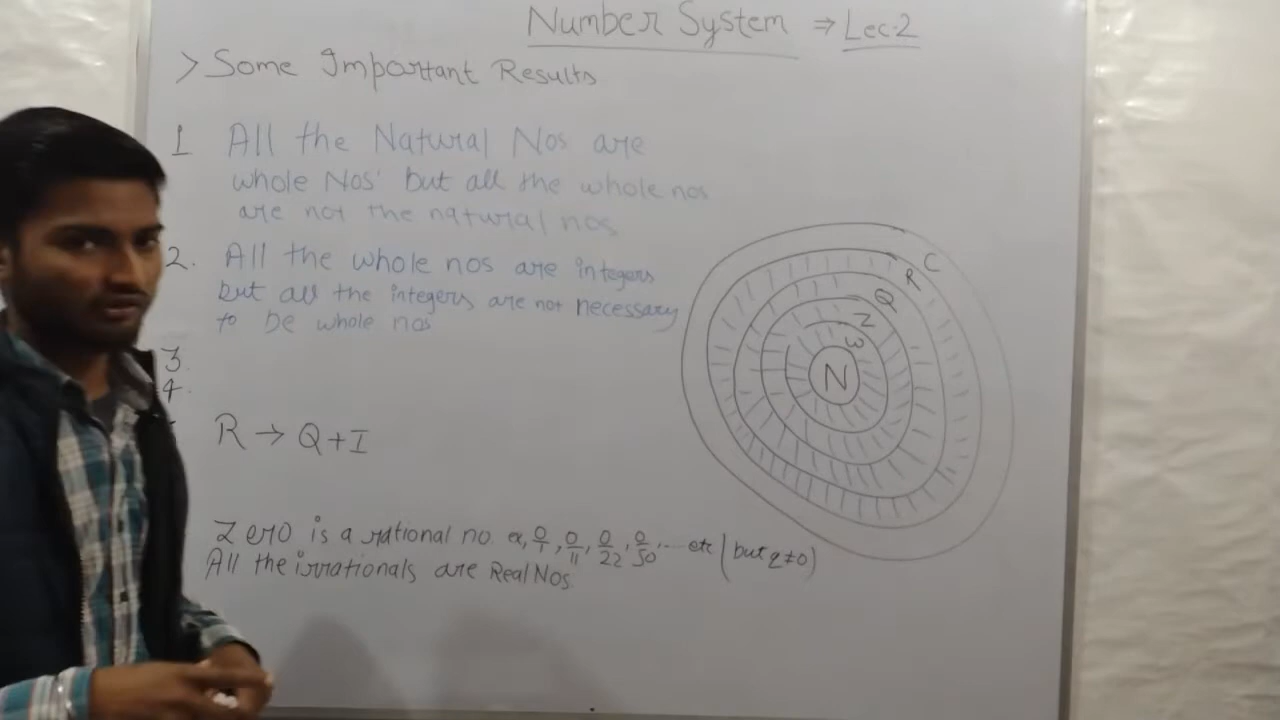 Number System ⇒ Lec-2
> Some Important Results
1 All the Natural Nos are
whole Nos' but all the whole nos
are not the natural nos
2. All the whole nos are integers
but all the integers are not necessary
to be whole nos
3.
4.
R → Q+I
Zero is a rational no. ex, 0/1, 0/11, 0/22, 0/50, ... etc (but q≠0)
All the irrationals are Real Nos.
C
R
Q
Z
W
N